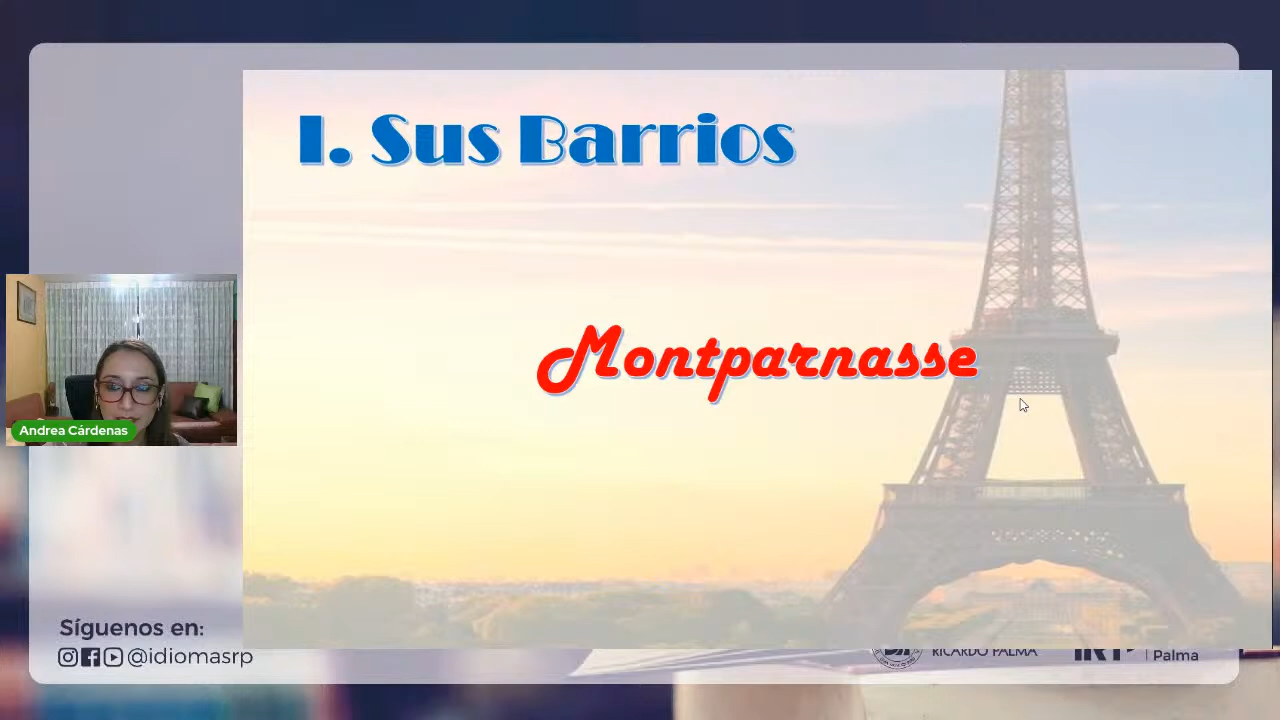 I. Sus Barrios
Montparnasse
Andrea Cárdenas
Síguenos en:
@idiomasrp
RICARDO PALMA
Palma